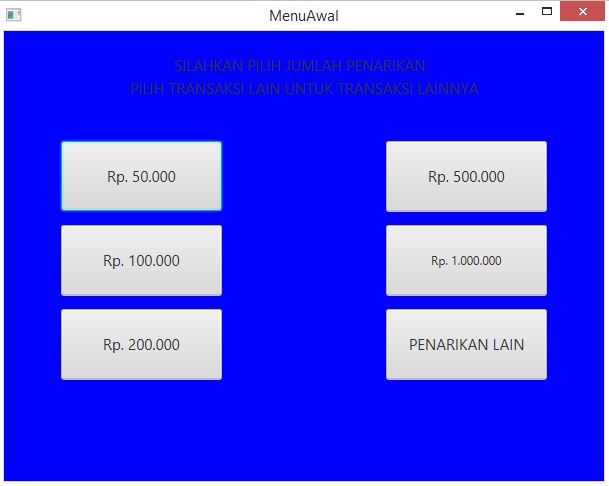 MenuAwal
SILAHKAN PILIH JUMLAH PENARIKAN
PILIH TRANSAKSI LAIN UNTUK TRANSAKSI LAINNYA
Rp. 50.000
Rp. 500.000
Rp. 100.000
Rp. 1.000.000
Rp. 200.000
PENARIKAN LAIN